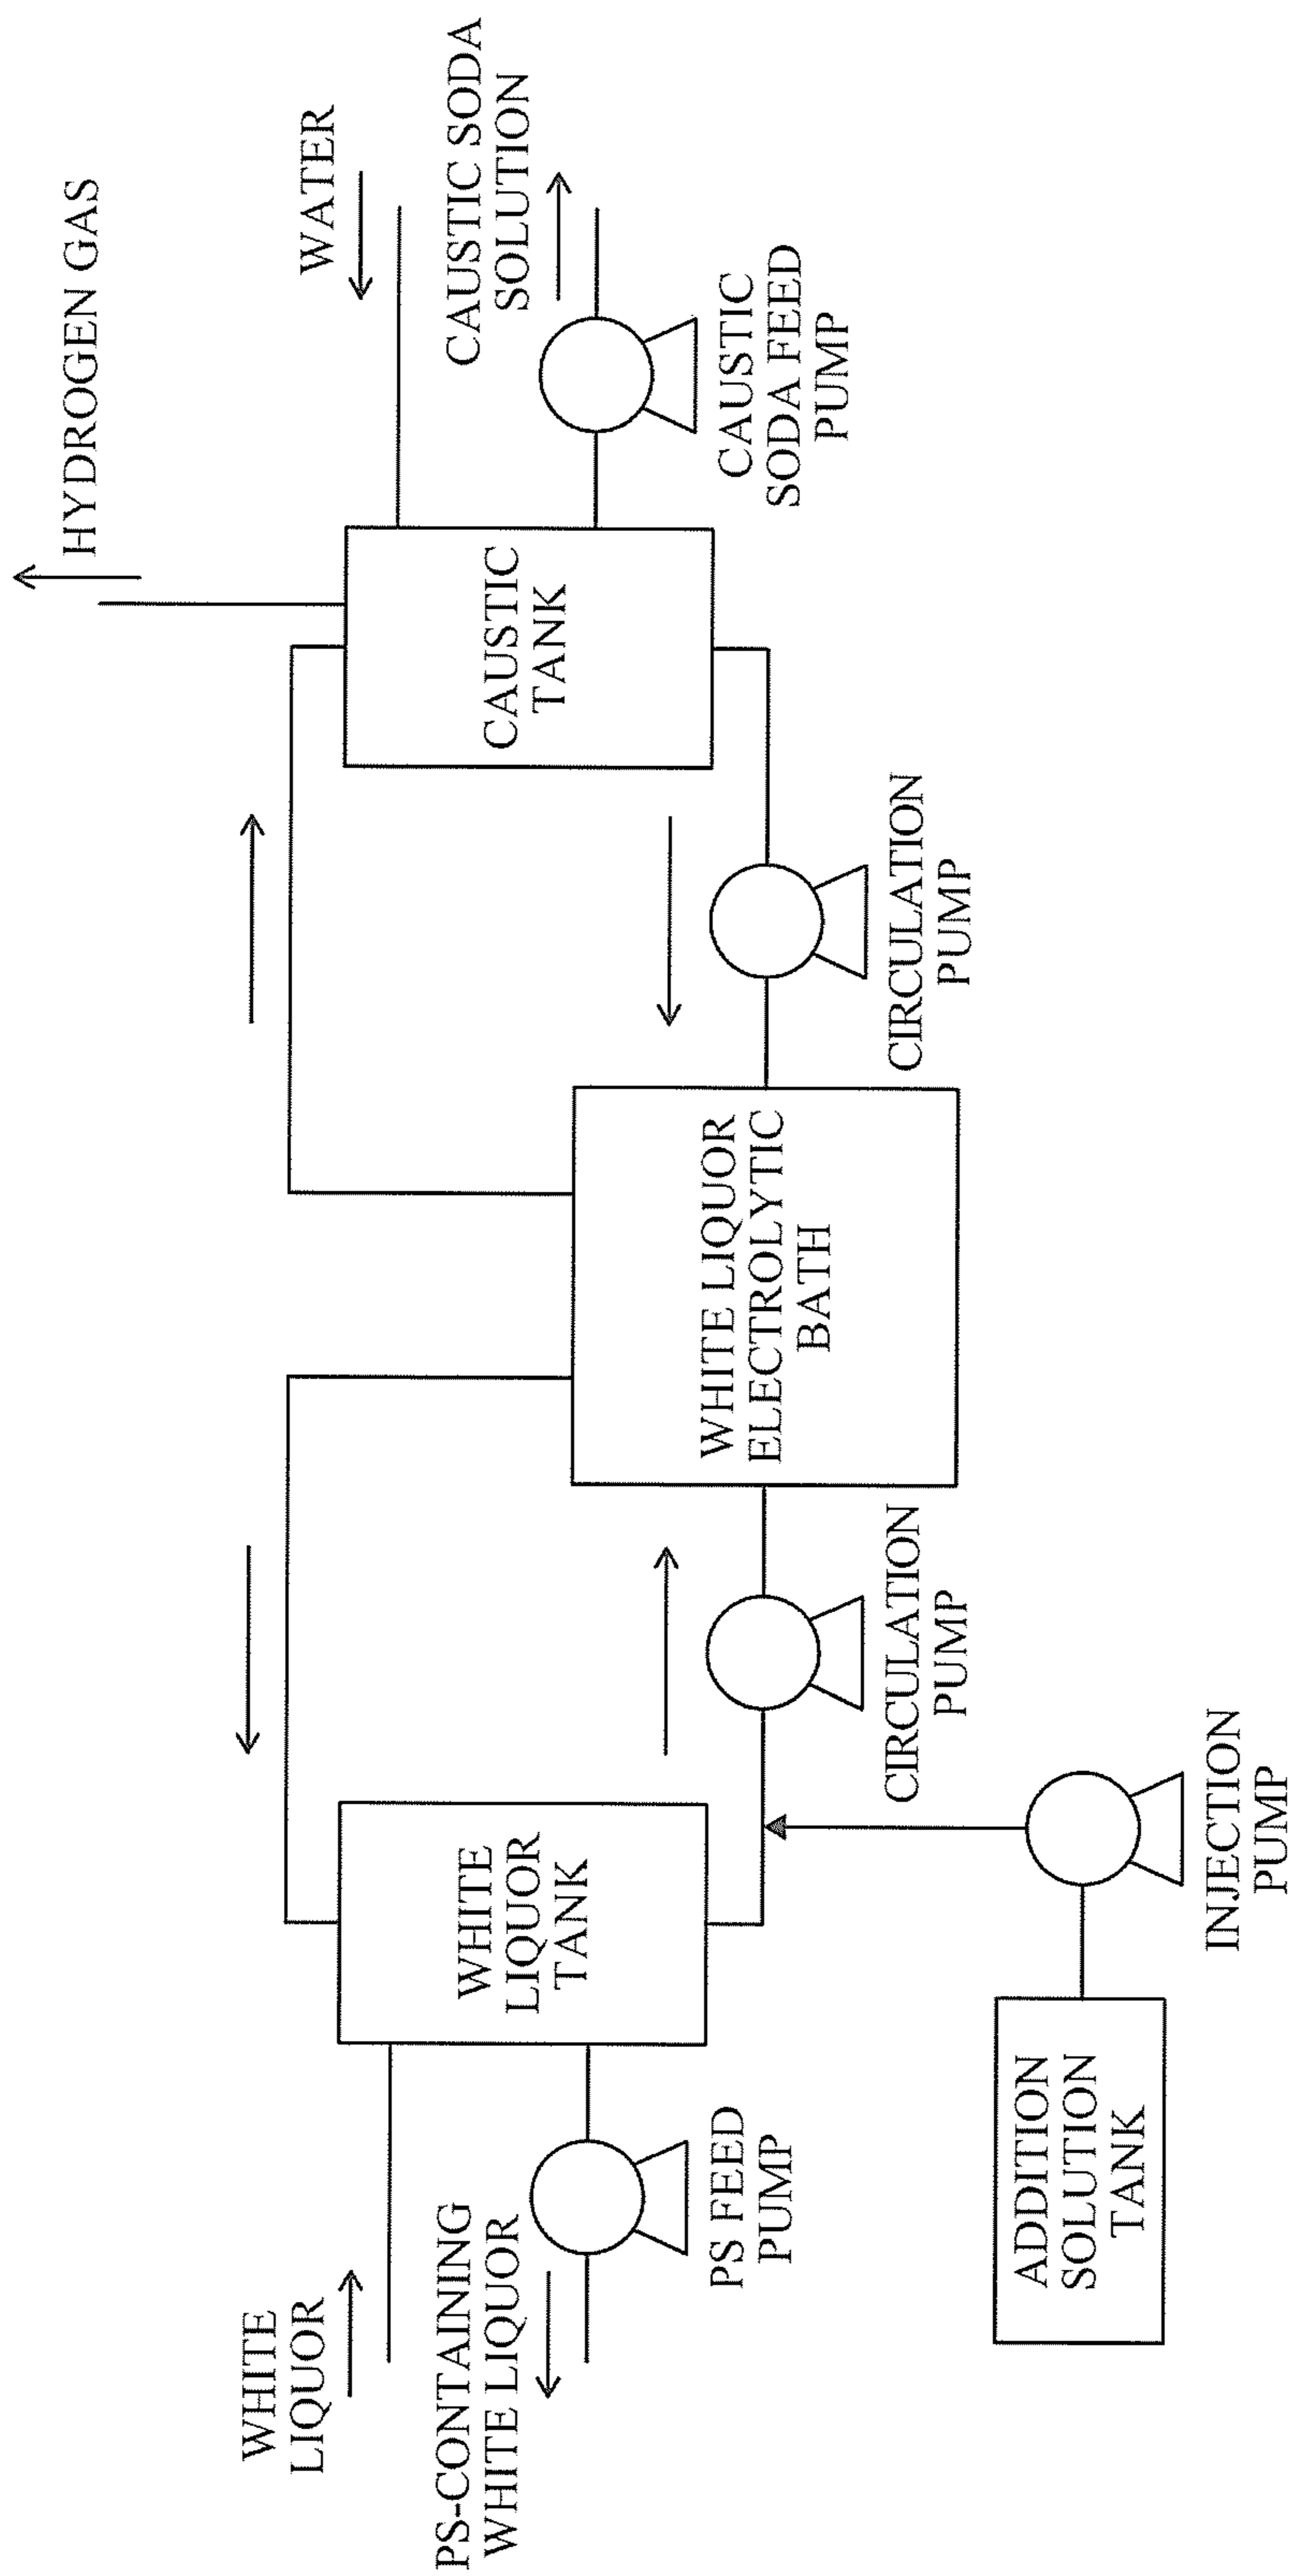 HYDROGEN GAS
WHITE
LIQUOR
WATER
PS-CONTAINING
WHITE LIQUOR
WHITE
LIQUOR
TANK
CAUSTIC
TANK
CAUSTIC SODA
SOLUTION
PS FEED
PUMP
WHITE LIQUOR
ELECTROLYTIC
BATH
CAUSTIC
SODA FEED
PUMP
CIRCULATION
PUMP
CIRCULATION
PUMP
ADDITION
SOLUTION
TANK
INJECTION
PUMP